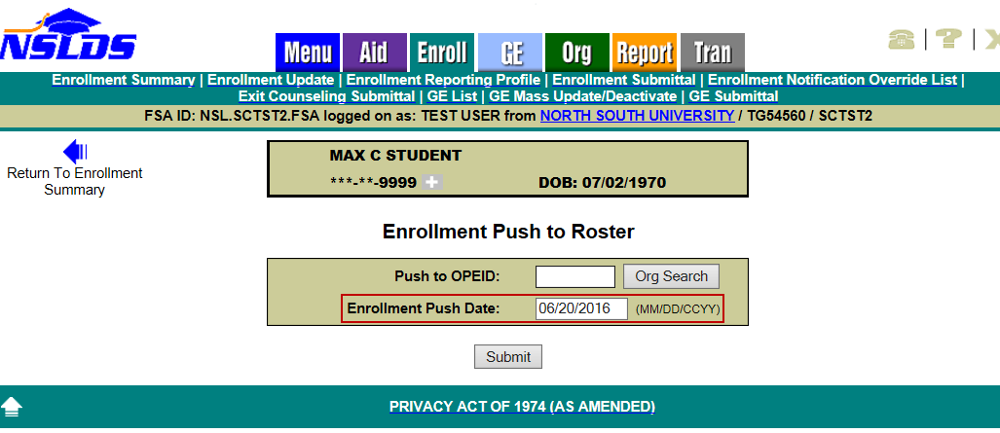 NSLDS
Menu Aid Enroll GE Org Report Tran
Enrollment Summary | Enrollment Update | Enrollment Reporting Profile | Enrollment Submittal | Enrollment Notification Override List |
Exit Counseling Submittal | GE List | GE Mass Update/Deactivate | GE Submittal
FSA ID: NSL.SCTST2.FSA logged on as: TEST USER from NORTH SOUTH UNIVERSITY / TG54560 / SCTST2
Return To Enrollment
Summary
MAX C STUDENT
***-**-9999 DOB: 07/02/1970
Enrollment Push to Roster
Push to OPEID: Org Search
Enrollment Push Date: 06/20/2016 (MM/DD/CCYY)
Submit
PRIVACY ACT OF 1974 (AS AMENDED)